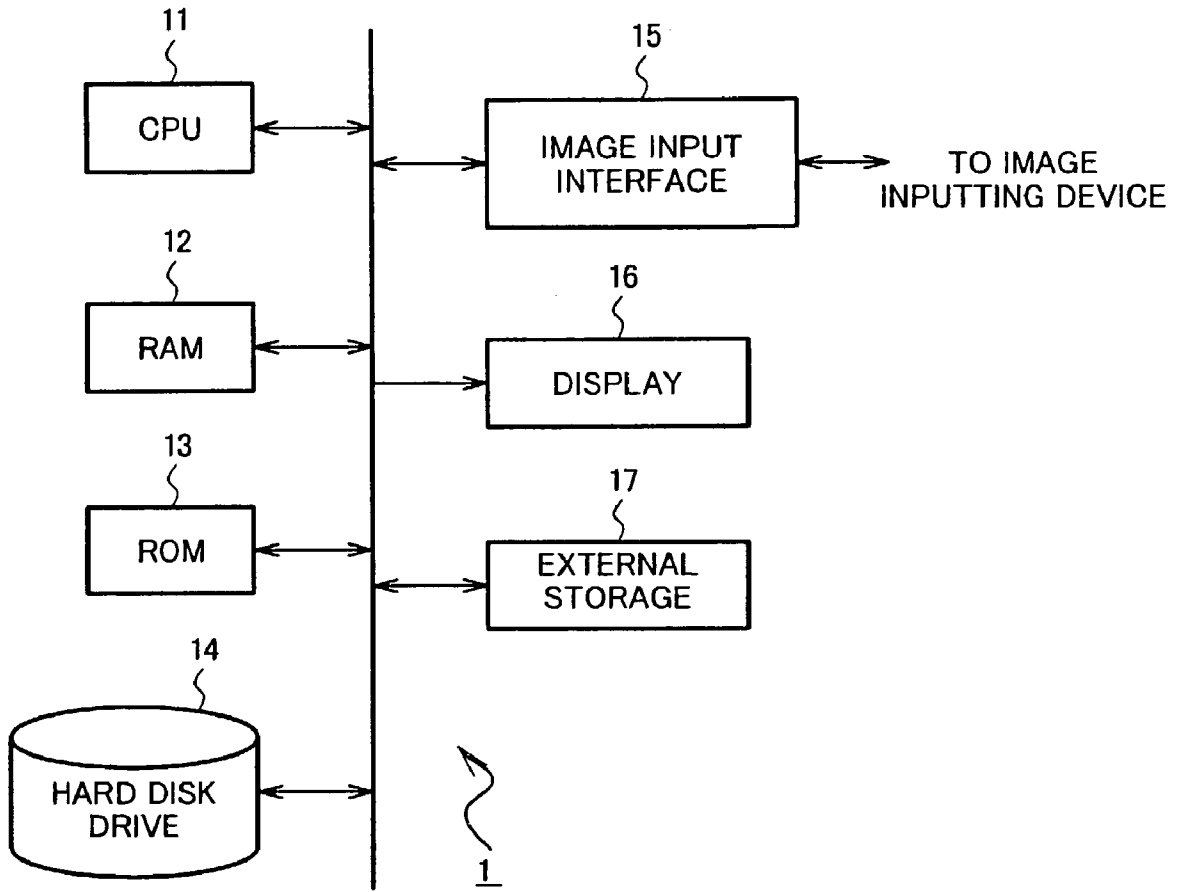 11
CPU
15
IMAGE INPUT
INTERFACE
TO IMAGE
INPUTTING DEVICE
12
RAM
16
DISPLAY
13
ROM
17
EXTERNAL
STORAGE
14
HARD DISK
DRIVE
1